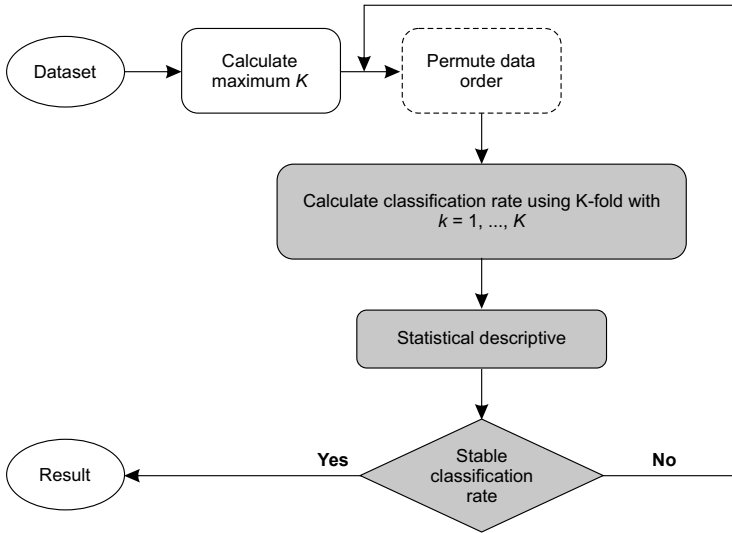 Dataset
Calculate
maximum K
Permute data
order
Calculate classification rate using K-fold with
k = 1, ..., K
Statistical descriptive
Stable
classification
rate
Yes
No
Result